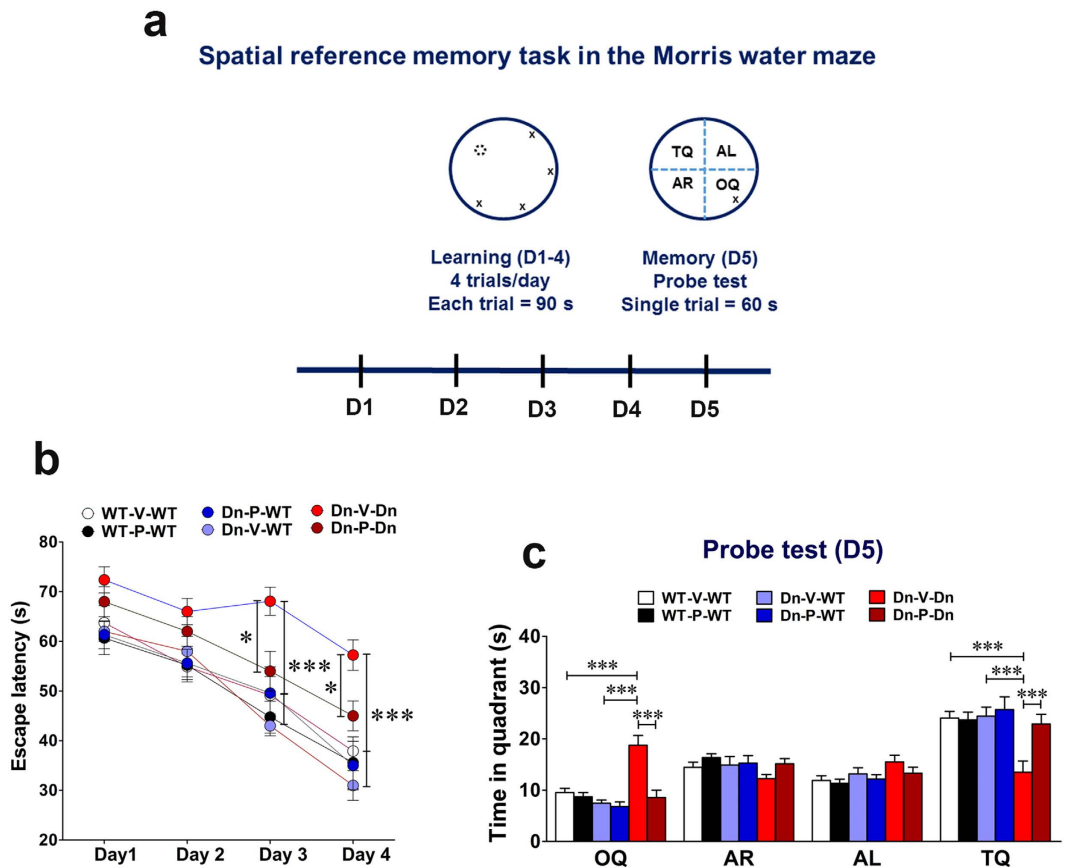 a
Spatial reference memory task in the Morris water maze
x
x
x
x
TQ AL
AR OQ
x
Learning (D1-4)
4 trials/day
Each trial = 90 s
Memory (D5)
Probe test
Single trial = 60 s
D1 D2 D3 D4 D5
b
WT-V-WT Dn-P-WT Dn-V-Dn
WT-P-WT Dn-V-WT Dn-P-Dn
Escape latency (s)
80
70
60
50
40
30
20
*
***
*
***
Day1 Day 2 Day 3 Day 4
c
Probe test (D5)
WT-V-WT Dn-V-WT Dn-V-Dn
WT-P-WT Dn-P-WT Dn-P-Dn
Time in quadrant (s)
40
30
20
10
0
***
***
***
***
***
***
OQ AR AL TQ